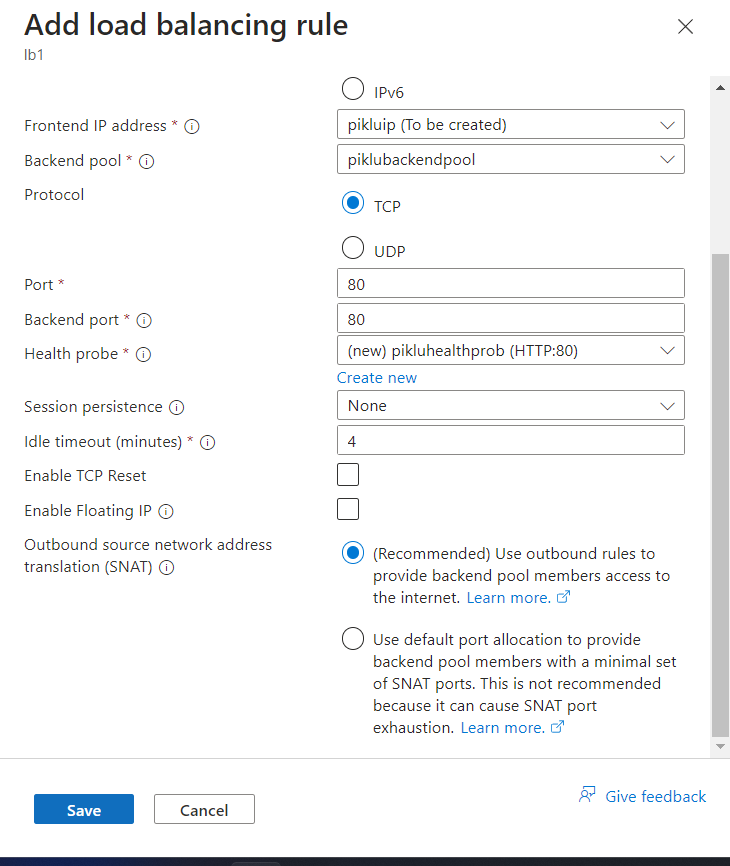 Add load balancing rule
lb1
IPv6
Frontend IP address *
pikluip (To be created)
Backend pool *
piklubackendpool
Protocol
TCP
UDP
Port *
80
Backend port *
80
Health probe *
(new) pikluhealthprob (HTTP:80)
Create new
Session persistence
None
Idle timeout (minutes) *
4
Enable TCP Reset
Enable Floating IP
Outbound source network address
translation (SNAT)
(Recommended) Use outbound rules to
provide backend pool members access to
the internet. Learn more.
Use default port allocation to provide
backend pool members with a minimal set
of SNAT ports. This is not recommended
because it can cause SNAT port
exhaustion. Learn more.
Save
Cancel
Give feedback